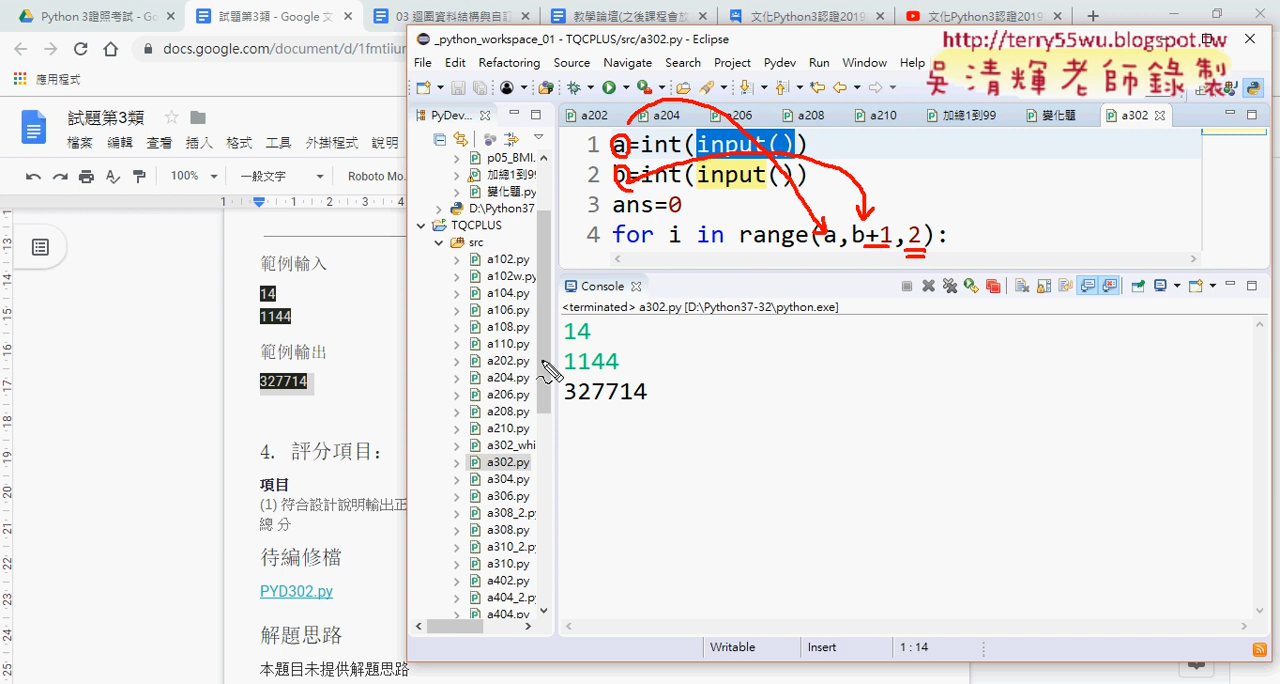 Python 3證照考試 - Go
試題第3類 - Google 文
03 迴圈資料結構與自訂
教學論壇(之後課程會放
文化Python3認證2019
文化Python3認證2019
docs.google.com/document/d/1fmtiiur
應用程式
試題第3類
檔案 編輯 查看 插入 格式 工具 外掛程式 說明
100% 一般文字 Roboto Mo.
範例輸入
14
1144
範例輸出
327714
4. 評分項目：
項目
(1) 符合設計說明輸出正
總 分
待編修檔
PYD302.py
解題思路
本題目未提供解題思路
_python_workspace_01 - TQCPLUS/src/a302.py - Eclipse
http://terry55wu.blogspot.tw
吳清輝老師錄製
File Edit Refactoring Source Navigate Search Project Pydev Run Window Help
PyDev...
p05_BMI.
加總1到99
變化題.py
D:\Python37
TQCPLUS
src
a102.py
a102w.py
a104.py
a106.py
a108.py
a110.py
a202.py
a204.py
a206.py
a208.py
a210.py
a302_whi
a302.py
a304.py
a306.py
a308_2.py
a308.py
a310_2.py
a310.py
a402.py
a404_2.py
a404.py
a202 a204 a206 a208 a210 加總1到99 變化題 a302
1 a=int(input())
2 b=int(input())
3 ans=0
4 for i in range(a,b+1,2):
Console
<terminated> a302.py [D:\Python37-32\python.exe]
14
1144
327714
Writable Insert 1 : 14